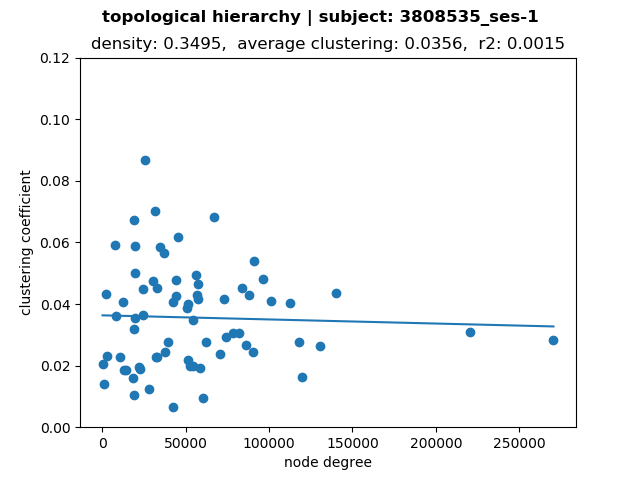 topological hierarchy | subject: 3808535_ses-1
density: 0.3495,  average clustering: 0.0356,  r2: 0.0015
0.12
0.10
0.08
0.06
0.04
0.02
0.00
clustering coefficient
0 50000 100000 150000 200000 250000
node degree